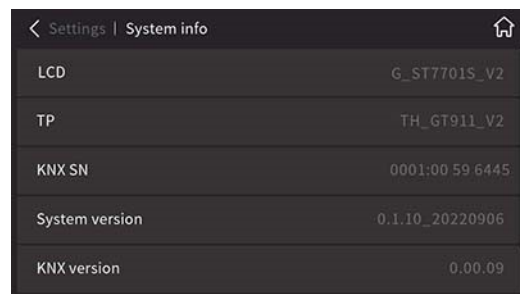 Settings | System info
LCD G_ST7701S_V2
TP TH_GT911_V2
KNX SN 0001:00 59 6445
System version 0.1.10_20220906
KNX version 0.00.09